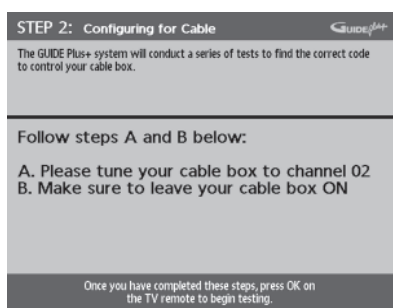 STEP 2: Configuring for Cable
GUIDE Plus+
The GUIDE Plus+ system will conduct a series of tests to find the correct code
to control your cable box.
Follow steps A and B below:
A. Please tune your cable box to channel 02
B. Make sure to leave your cable box ON
Once you have completed these steps, press OK on
the TV remote to begin testing.